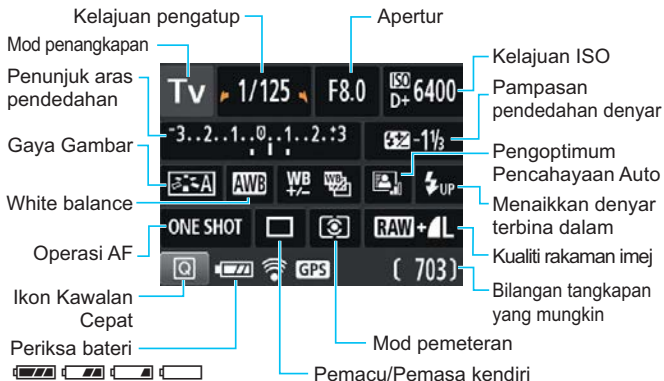 Kelajuan pengatup
Apertur
Mod penangkapan
Kelajuan ISO
Penunjuk aras
pendedahan
Tv 1/125 F8.0 ISO D+ 6400
Pampasan
pendedahan denyar
-3..2..1..0..1..2.:+3 -1⅓
Gaya Gambar
A AWB WB +/- WB UP
Pengoptimum
Pencahayaan Auto
White balance
Menaikkan denyar
terbina dalam
ONE SHOT RAW+L
Operasi AF
Kualiti rakaman imej
Q GPS ( 703)
Ikon Kawalan
Cepat
Bilangan tangkapan
yang mungkin
Periksa bateri
Mod pemeteran
Pemacu/Pemasa kendiri